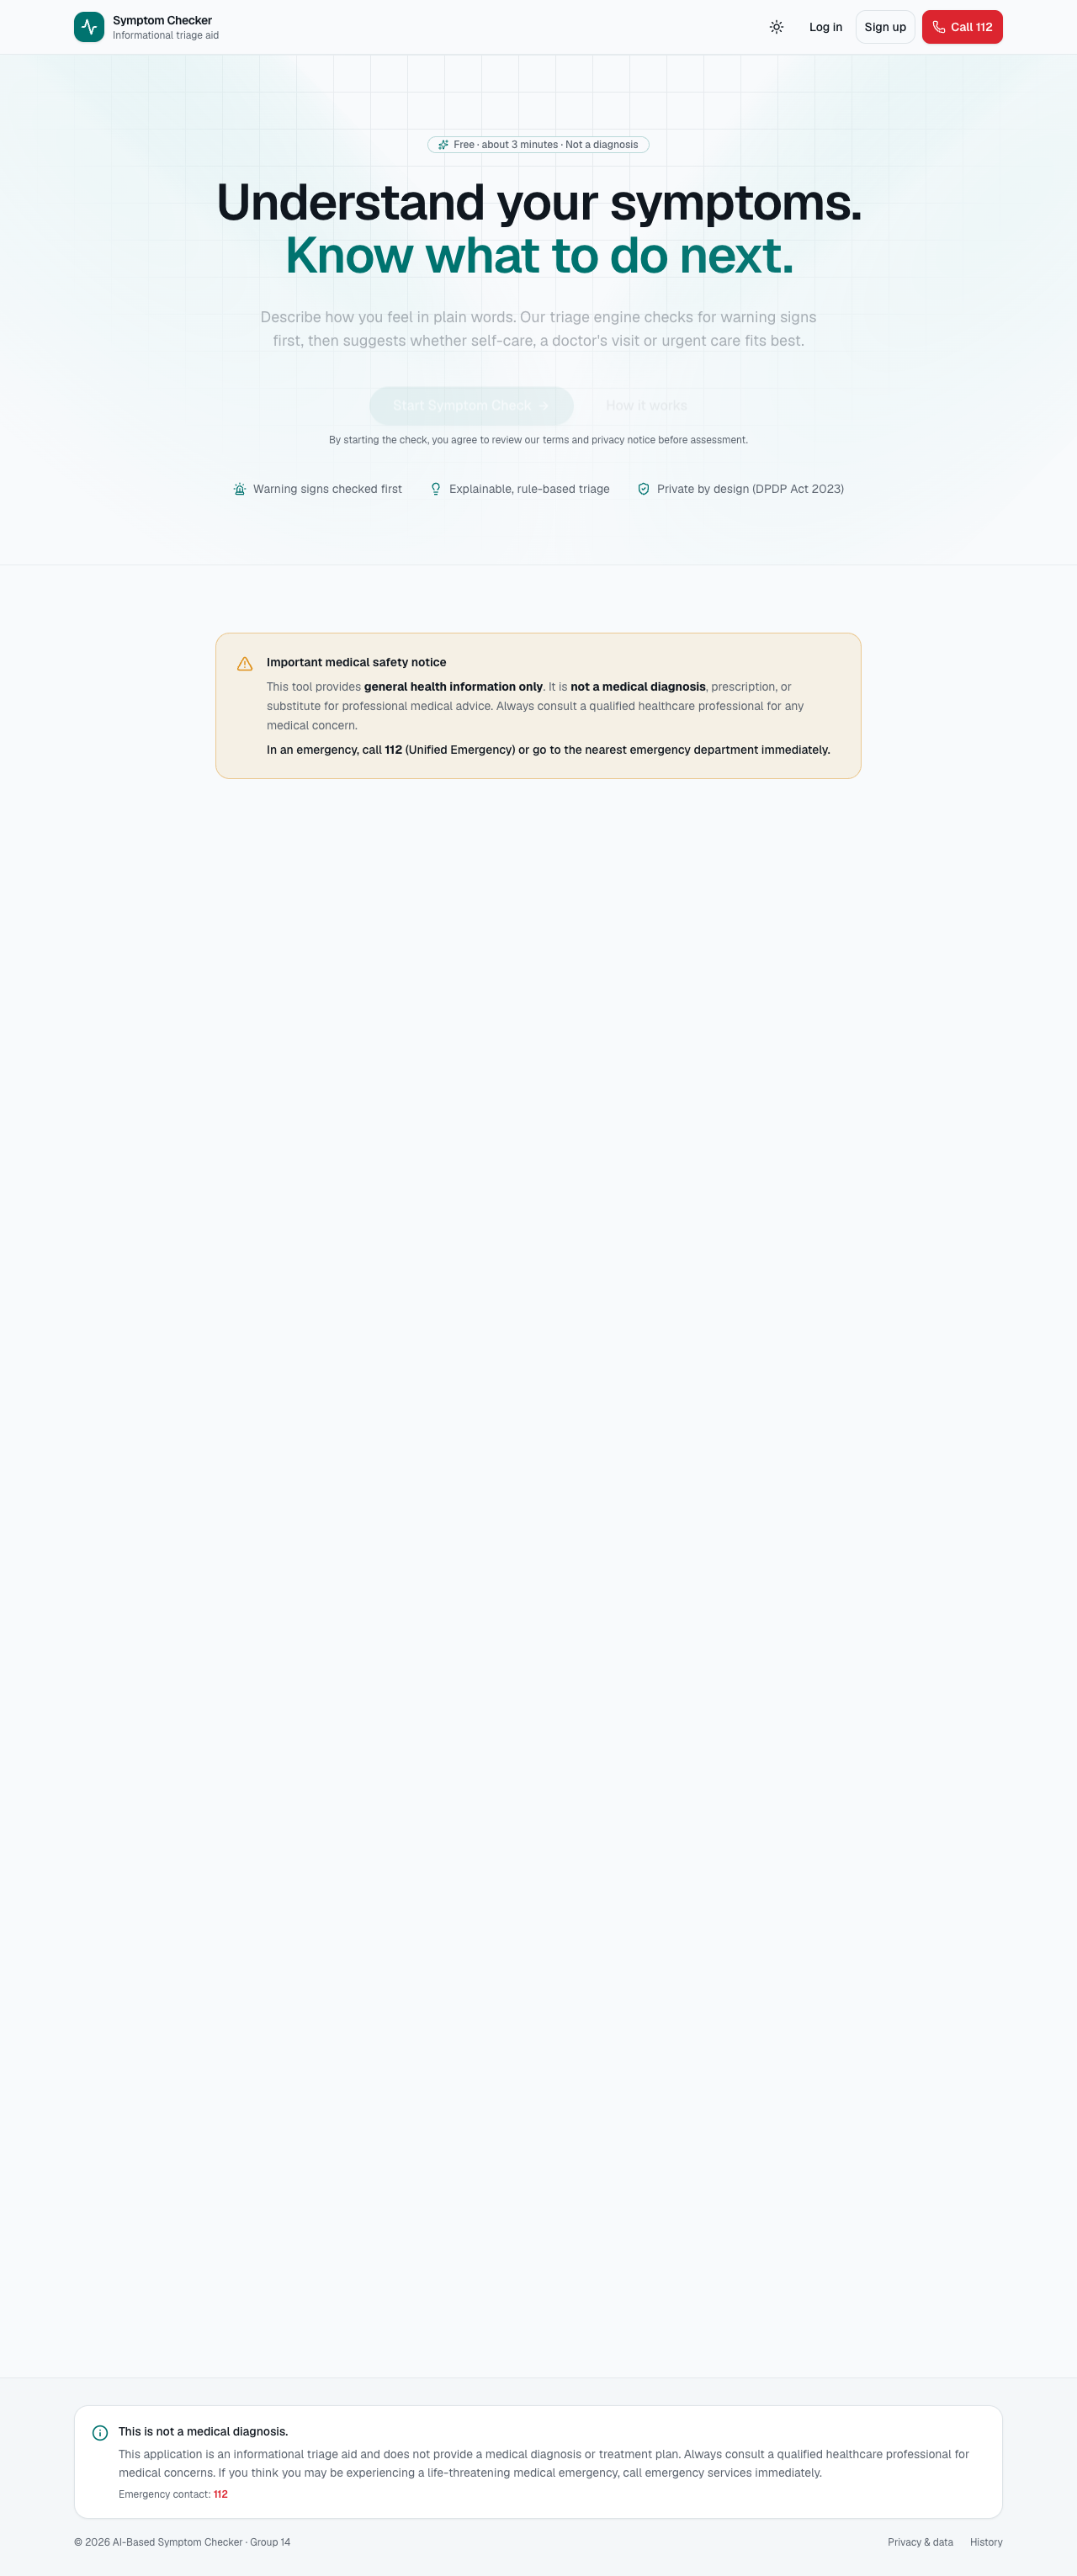 Symptom Checker
Informational triage aid
Log in
Sign up
Call 112
Free · about 3 minutes · Not a diagnosis
Understand your symptoms.
Know what to do next.
Describe how you feel in plain words. Our triage engine checks for warning signs
first, then suggests whether self-care, a doctor's visit or urgent care fits best.
Start Symptom Check →
How it works
By starting the check, you agree to review our terms and privacy notice before assessment.
Warning signs checked first
Explainable, rule-based triage
Private by design (DPDP Act 2023)
Important medical safety notice
This tool provides general health information only. It is not a medical diagnosis, prescription, or
substitute for professional medical advice. Always consult a qualified healthcare professional for any
medical concern.
In an emergency, call 112 (Unified Emergency) or go to the nearest emergency department immediately.
This is not a medical diagnosis.
This application is an informational triage aid and does not provide a medical diagnosis or treatment plan. Always consult a qualified healthcare professional for
medical concerns. If you think you may be experiencing a life-threatening medical emergency, call emergency services immediately.
Emergency contact: 112
© 2026 AI-Based Symptom Checker · Group 14
Privacy & data
History